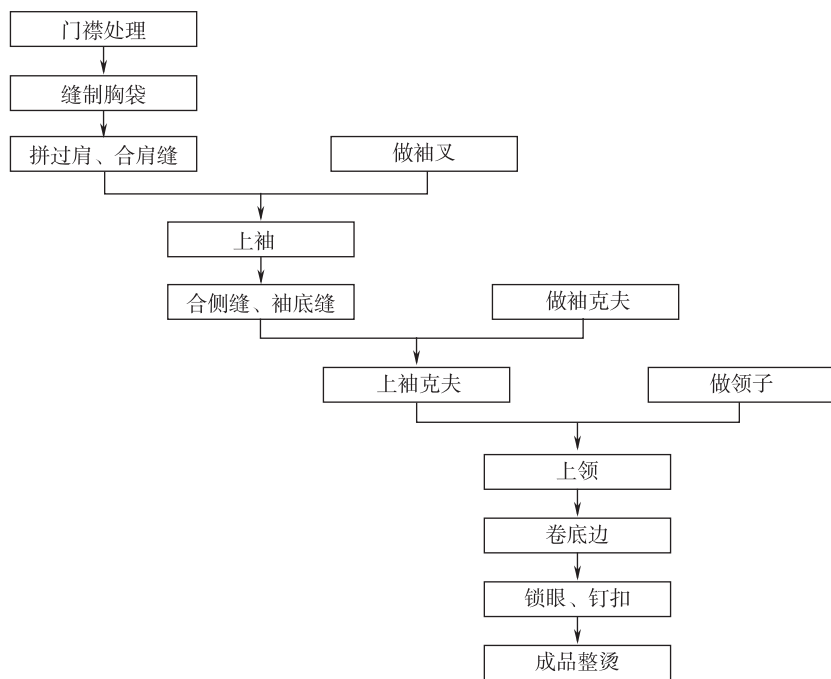 门襟处理
缝制胸袋
拼过肩、合肩缝
做袖叉
上袖
合侧缝、袖底缝
做袖克夫
上袖克夫
做领子
上领
卷底边
锁眼、钉扣
成品整烫